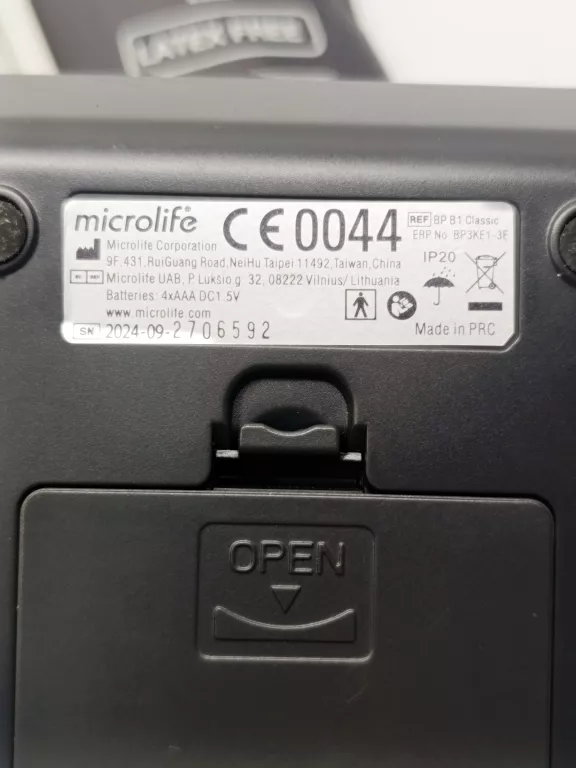 LATEX FREE
microlife
CE0044
REF BP B1 Classic
ERP No. BP3KE1-3E
Microlife Corporation
9F, 431, RuiGuang Road, NeiHu Taipei 11492, Taiwan, China
IP20
Microlife UAB, P. Lukšio g. 32, 08222 Vilnius/ Lithuania
Batteries: 4xAAA DC1.5V
www.microlife.com
SN 2024-09-2706592
Made in PRC
OPEN